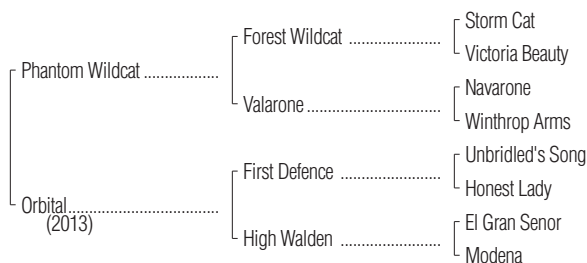 Storm Cat
Forest Wildcat ........................
Victoria Beauty
Phantom Wildcat ..................
Navarone
Valarone ................................
Winthrop Arms
Unbridled's Song
First Defence ........................
Honest Lady
Orbital.....................................
(2013)
El Gran Senor
High Walden ........................
Modena